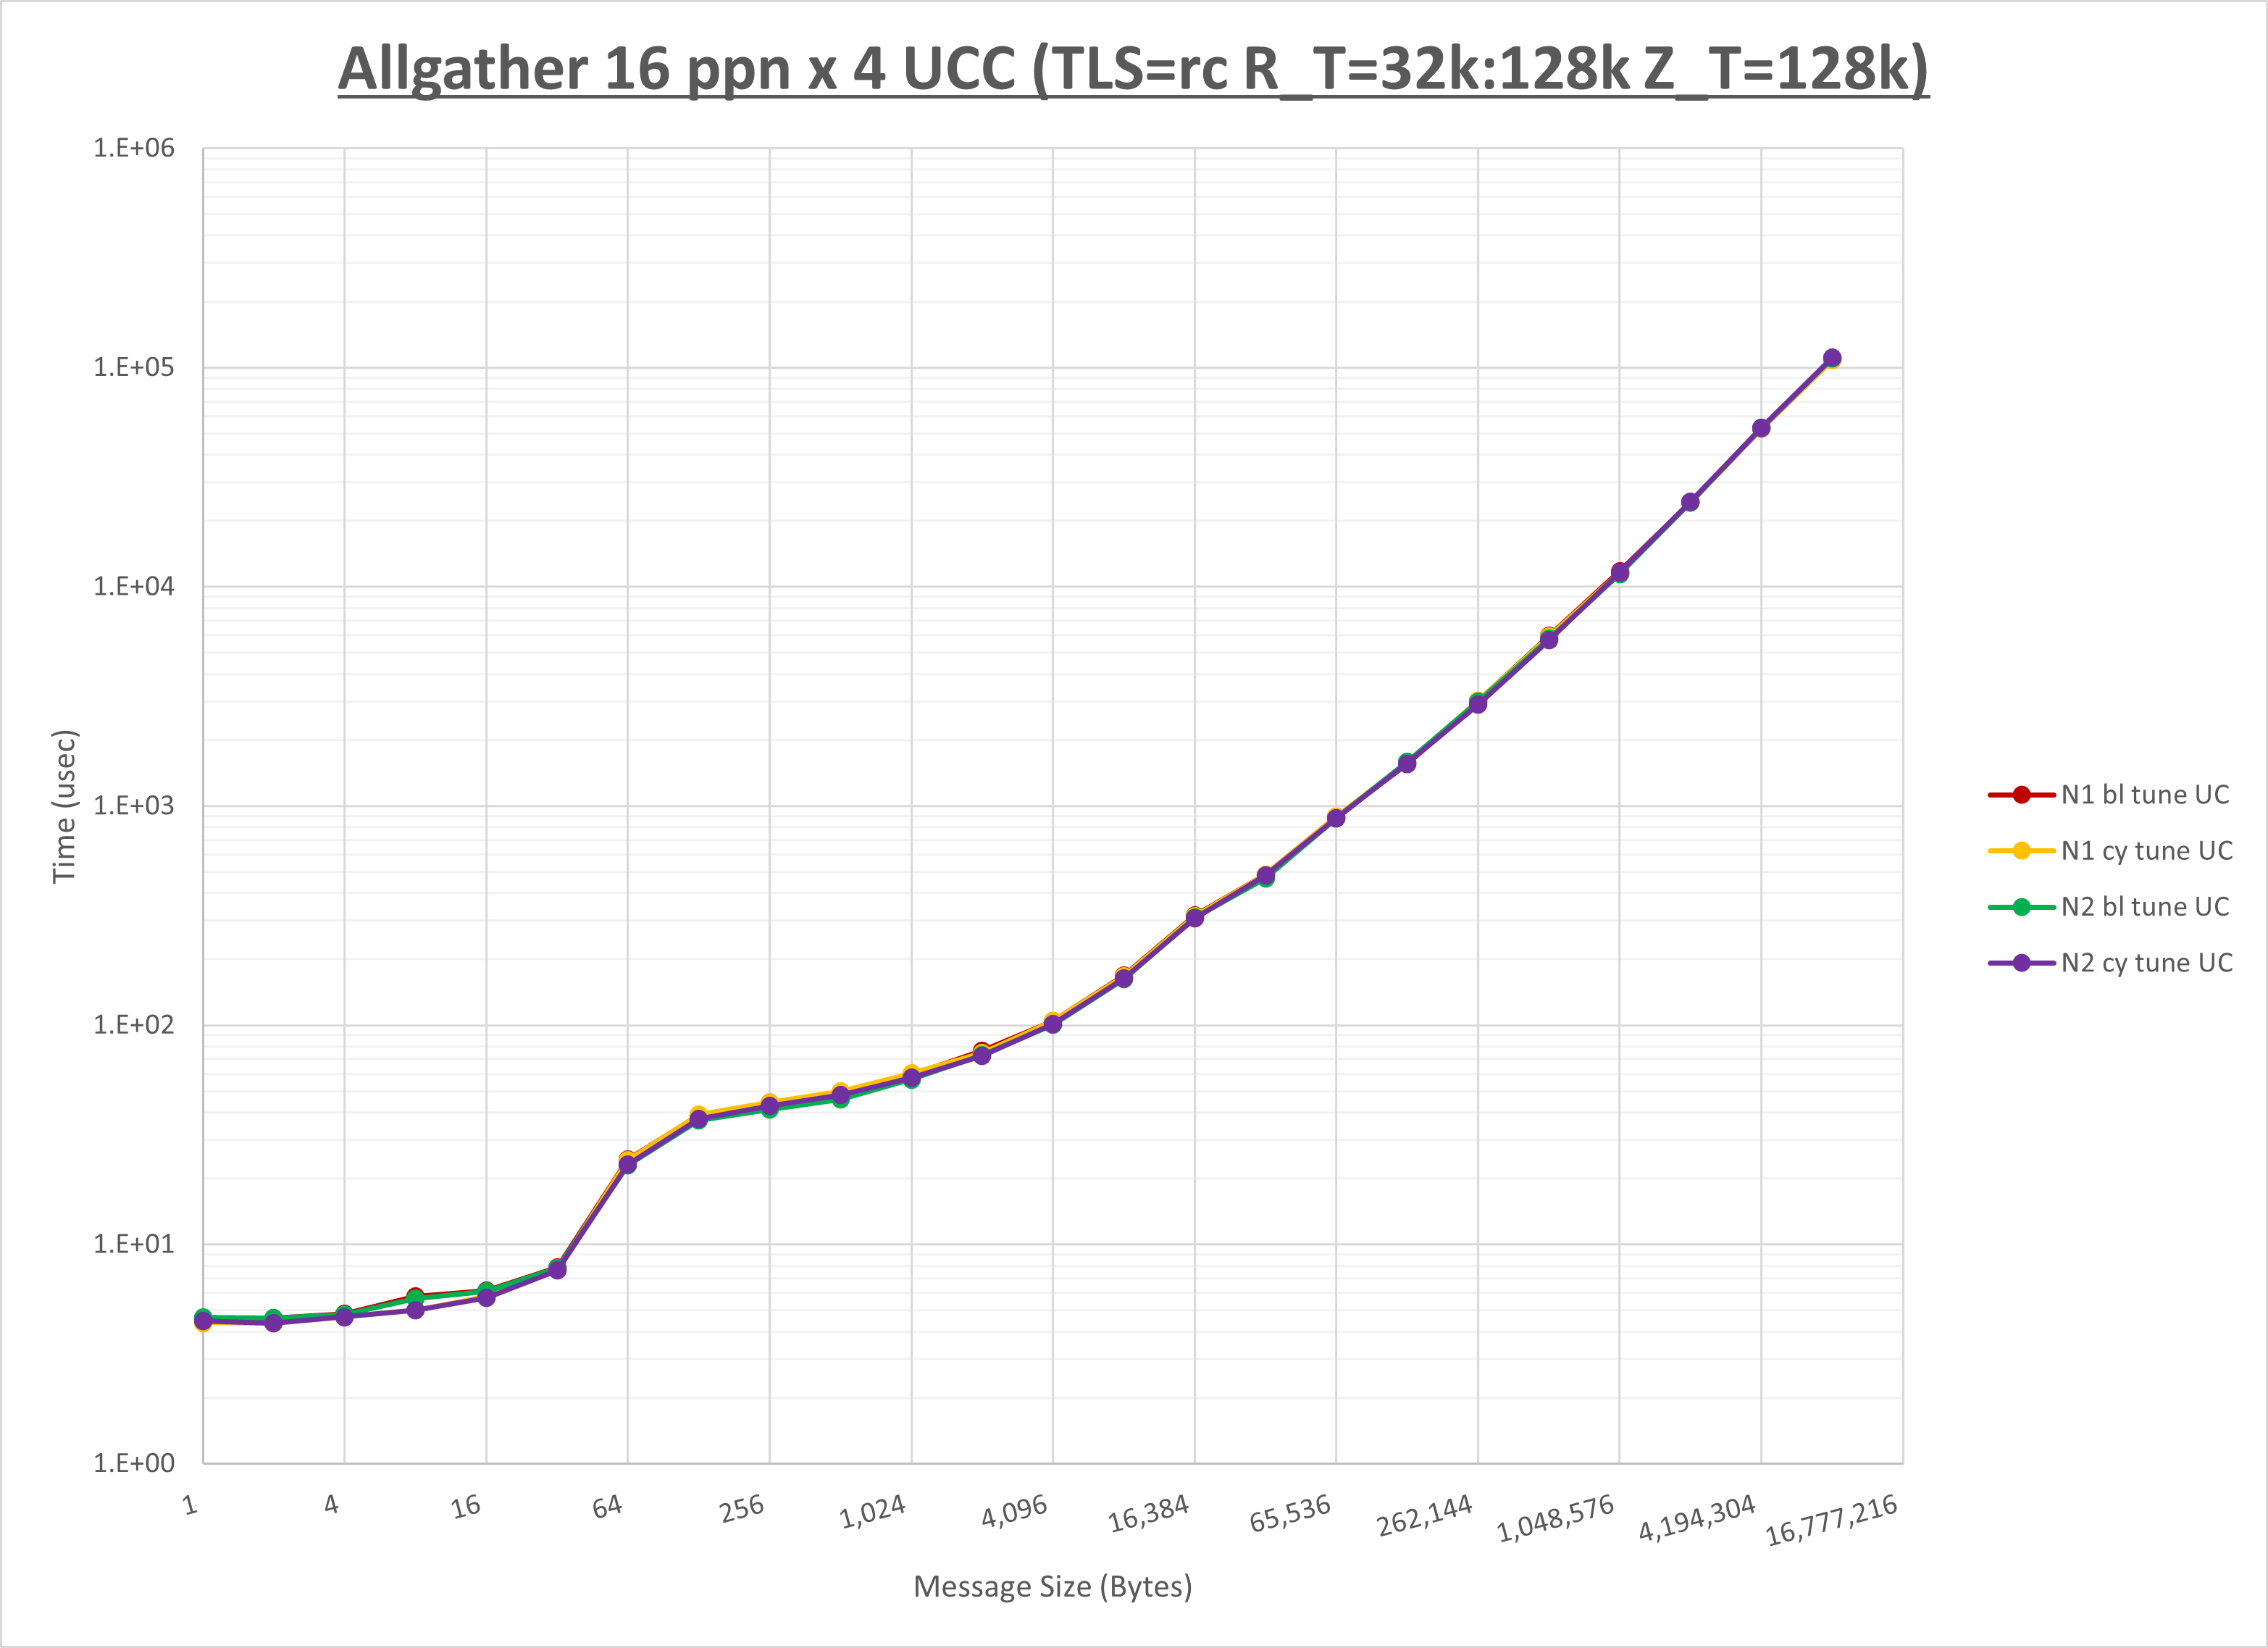 Allgather 16 ppn x 4 UCC (TLS=rc R_T=32k:128k Z_T=128k)
1.E+06
1.E+05
1.E+04
1.E+03
1.E+02
1.E+01
1.E+00
Time (usec)
1
4
16
64
256
1,024
4,096
16,384
65,536
262,144
1,048,576
4,194,304
16,777,216
Message Size (Bytes)
N1 bl tune UC
N1 cy tune UC
N2 bl tune UC
N2 cy tune UC